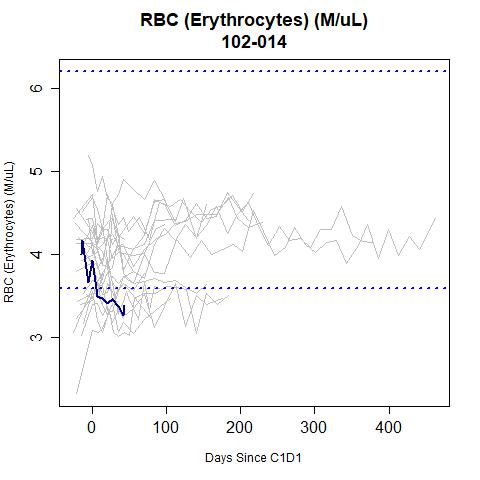 RBC (Erythrocytes) (M/uL)
102-014
RBC (Erythrocytes) (M/uL)
6
5
4
3
0 100 200 300 400
Days Since C1D1